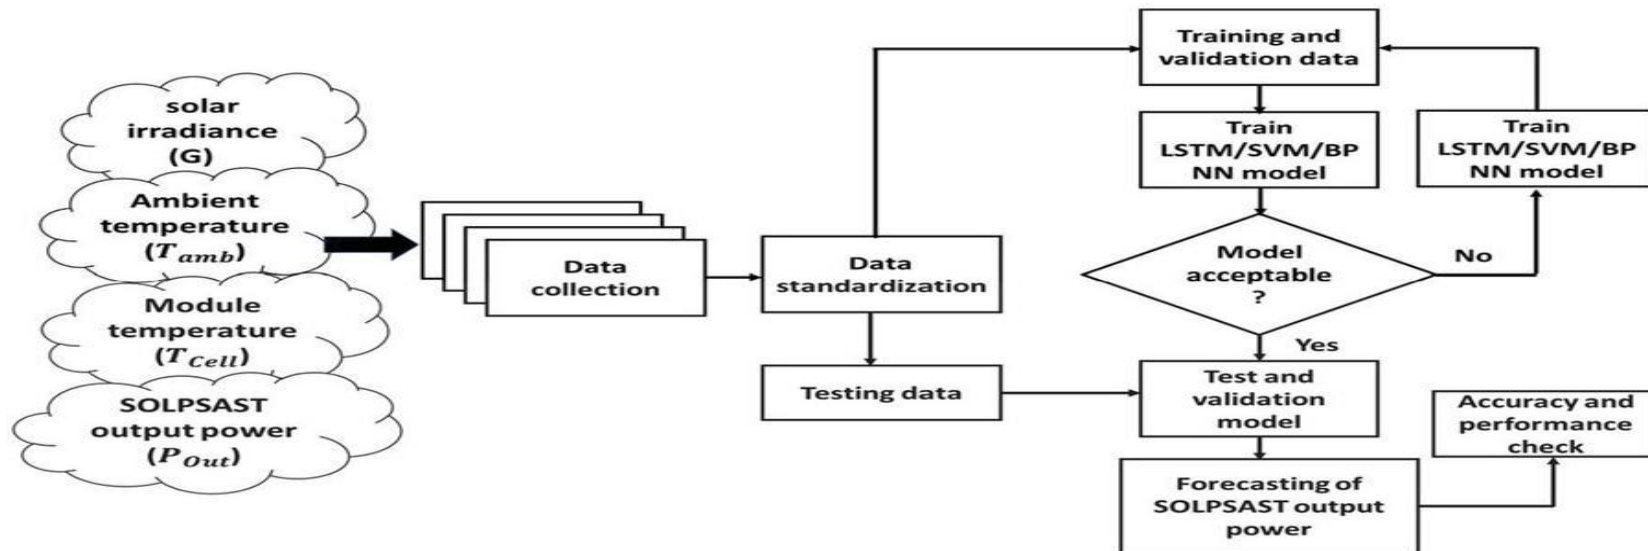 solar
irradiance
(G)
Ambient
temperature
(T_amb)
Module
temperature
(T_Cell)
SOLPSAST
output power
(P_Out)
Data
collection
Data
standardization
Testing data
Training and
validation data
Train
LSTM/SVM/BP
NN model
Train
LSTM/SVM/BP
NN model
Model
acceptable
?
No
Yes
Test and
validation
model
Forecasting of
SOLPSAST output
power
Accuracy and
performance
check